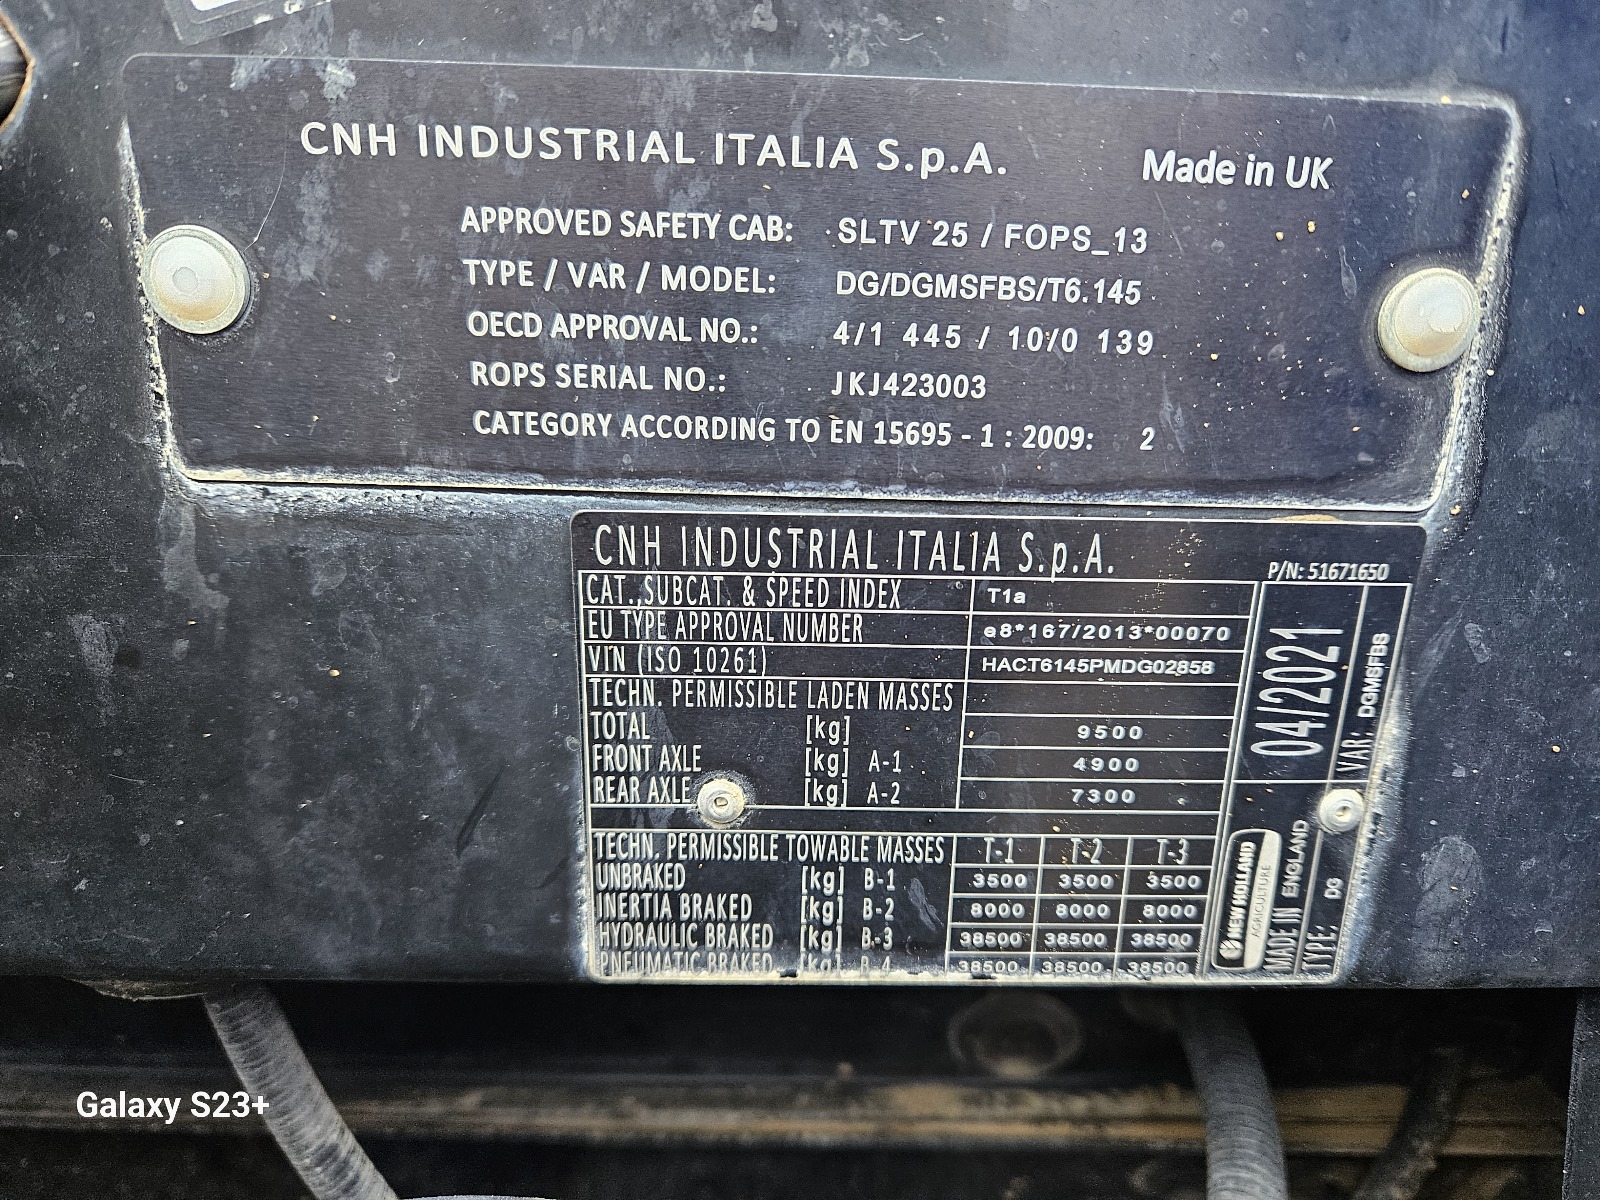 CNH INDUSTRIAL ITALIA S.p.A. Made in UK
APPROVED SAFETY CAB: SLTV 25 / FOPS_13
TYPE / VAR / MODEL: DG/DGMSFBS/T6.145
OECD APPROVAL NO.: 4/1 445 / 10/0 139
ROPS SERIAL NO.: JKJ423003
CATEGORY ACCORDING TO EN 15695 - 1 : 2009: 2
CNH INDUSTRIAL ITALIA S.p.A. P/N: 51671650
CAT.,SUBCAT. & SPEED INDEX T1a
EU TYPE APPROVAL NUMBER e8*167/2013*00070
VIN (ISO 10261) HACT6145PMDG02858
TECHN. PERMISSIBLE LADEN MASSES
TOTAL [kg] 9500
FRONT AXLE [kg] A-1 4900
REAR AXLE [kg] A-2 7300
TECHN. PERMISSIBLE TOWABLE MASSES T-1 T-2 T-3
UNBRAKED [kg] B-1 3500 3500 3500
INERTIA BRAKED [kg] B-2 8000 8000 8000
HYDRAULIC BRAKED [kg] B-3 38500 38500 38500
PNEUMATIC BRAKED [kg] B-4 38500 38500 38500
04/2021
VAR: DGMSFBS
NEW HOLLAND
AGRICULTURE
MADE IN ENGLAND
TYPE: DG
Galaxy S23+